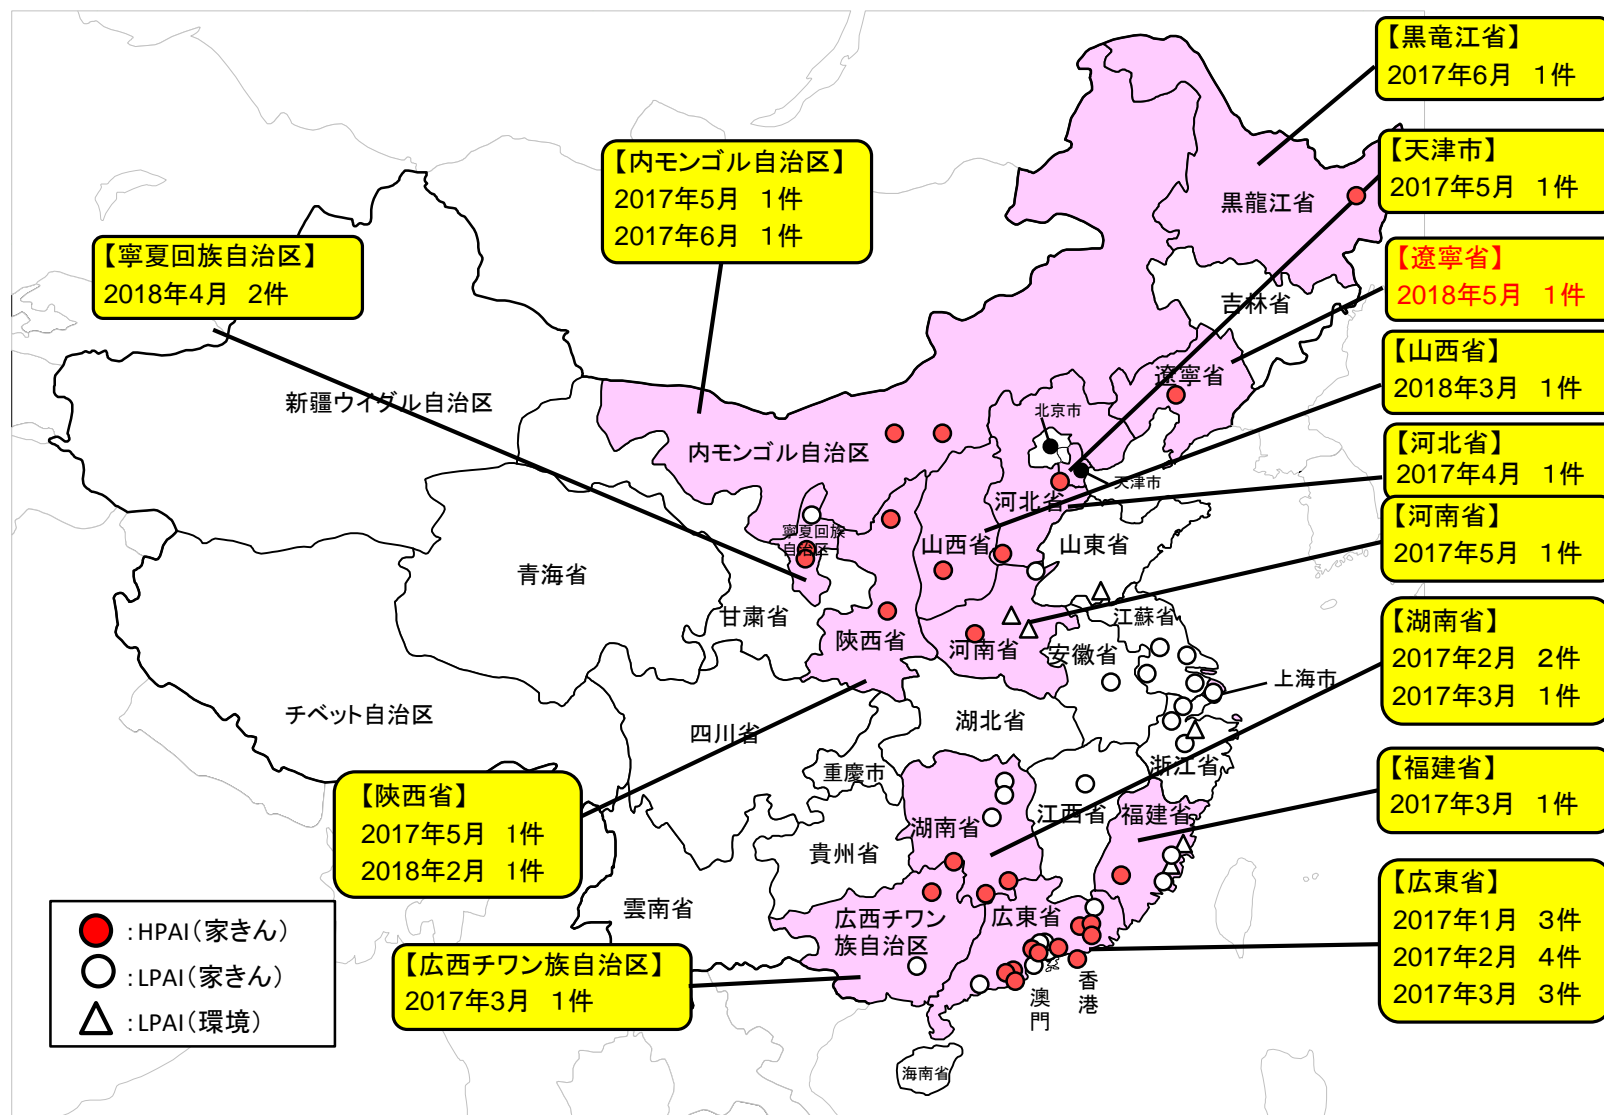 【黒竜江省】
2017年6月 1件
【天津市】
2017年5月 1件
【内モンゴル自治区】
2017年5月 1件
2017年6月 1件
【寧夏回族自治区】
2018年4月 2件
【遼寧省】
2018年5月 1件
【山西省】
2018年3月 1件
【河北省】
2017年4月 1件
【河南省】
2017年5月 1件
【湖南省】
2017年2月 2件
2017年3月 1件
【福建省】
2017年3月 1件
【広東省】
2017年1月 3件
2017年2月 4件
2017年3月 3件
【陝西省】
2017年5月 1件
2018年2月 1件
【広西チワン族自治区】
2017年3月 1件
黒龍江省
吉林省
遼寧省
北京市
天津市
新疆ウイグル自治区
内モンゴル自治区
河北省
寧夏回族
自治区
山西省
山東省
青海省
甘粛省
陝西省
河南省
江蘇省
安徽省
上海市
チベット自治区
四川省
湖北省
重慶市
浙江省
湖南省
江西省
福建省
貴州省
雲南省
広西チワン
族自治区
広東省
香港
澳門
海南省
:HPAI(家きん)
:LPAI(家きん)
:LPAI(環境)